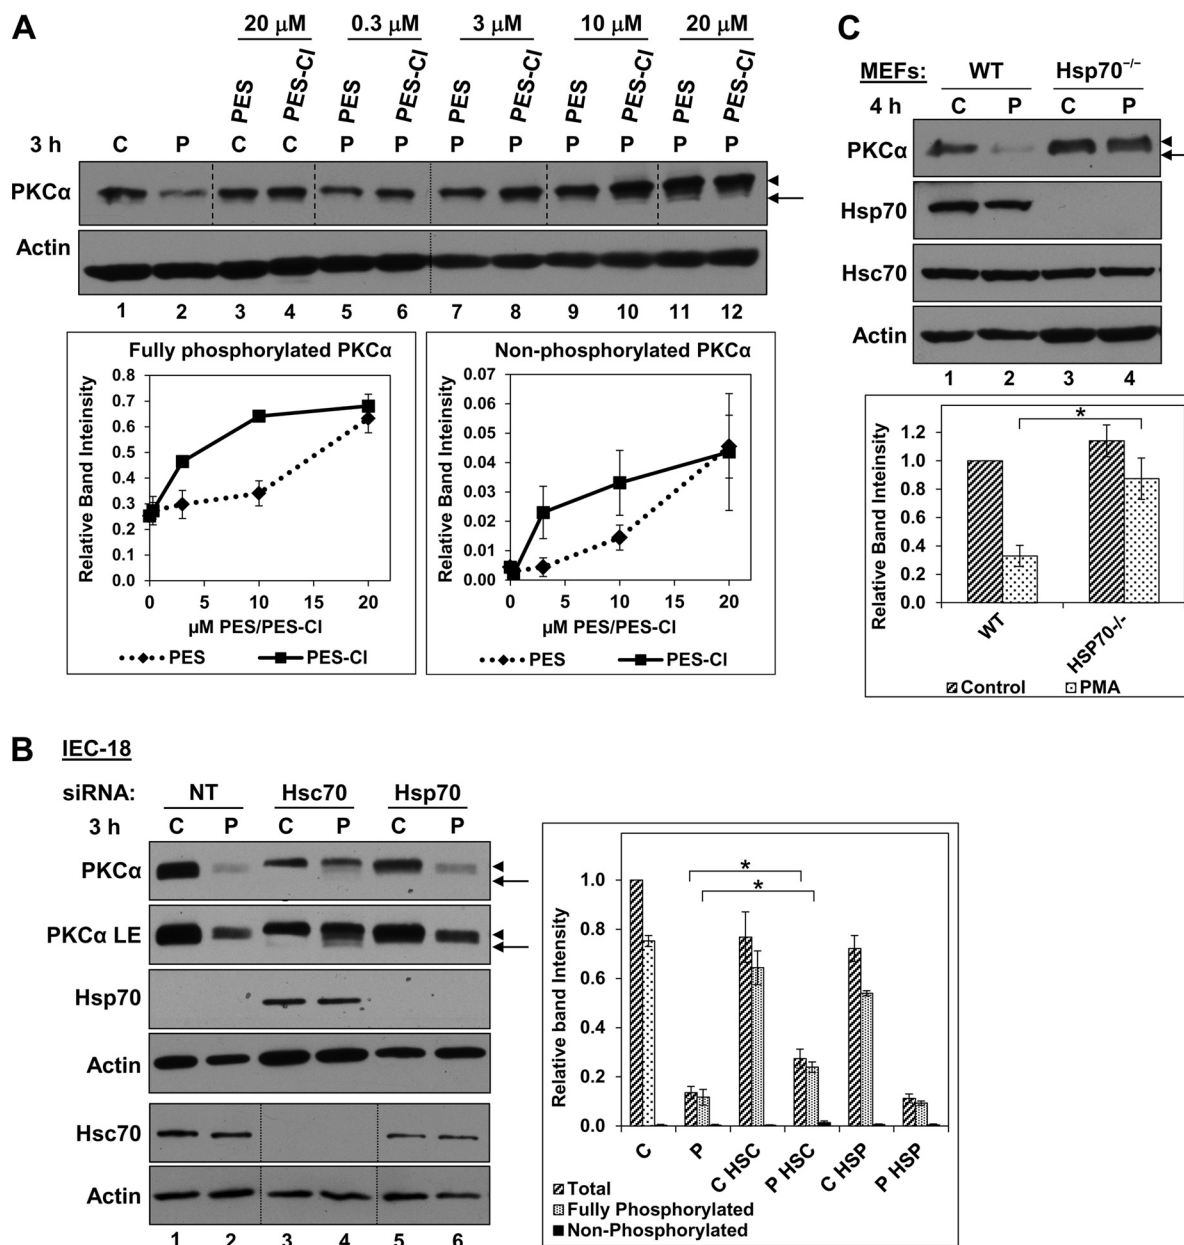 A
20 µM 0.3 µM 3 µM 10 µM 20 µM
PES PES-Cl PES PES-Cl PES PES-Cl PES PES-Cl PES PES-Cl
3 h C P C C P P P P P P P P
PKCα
Actin
1 2 3 4 5 6 7 8 9 10 11 12
Fully phosphorylated PKCα
Relative Band Inteinsity
0.8
0.7
0.6
0.5
0.4
0.3
0.2
0.1
0.0
0 5 10 15 20
µM PES/PES-Cl
PES PES-Cl
Non-phosphorylated PKCα
Relative Band Intensity
0.07
0.06
0.05
0.04
0.03
0.02
0.01
0.00
0 5 10 15 20
µM PES/PES-Cl
PES PES-Cl
C
MEFs: WT Hsp70−/−
4 h C P C P
PKCα
Hsp70
Hsc70
Actin
1 2 3 4
Relative Band Intensity
*
1.2
1.0
0.8
0.6
0.4
0.2
0.0
WT HSP70-/-
Control PMA
B IEC-18
siRNA: NT Hsc70 Hsp70
3 h C P C P C P
PKCα
PKCα LE
Hsp70
Actin
Hsc70
Actin
1 2 3 4 5 6
Relative band Intensity
*
*
1.0
0.8
0.6
0.4
0.2
0.0
C P C HSC P HSC C HSP P HSP
Total
Fully Phosphorylated
Non-Phosphorylated